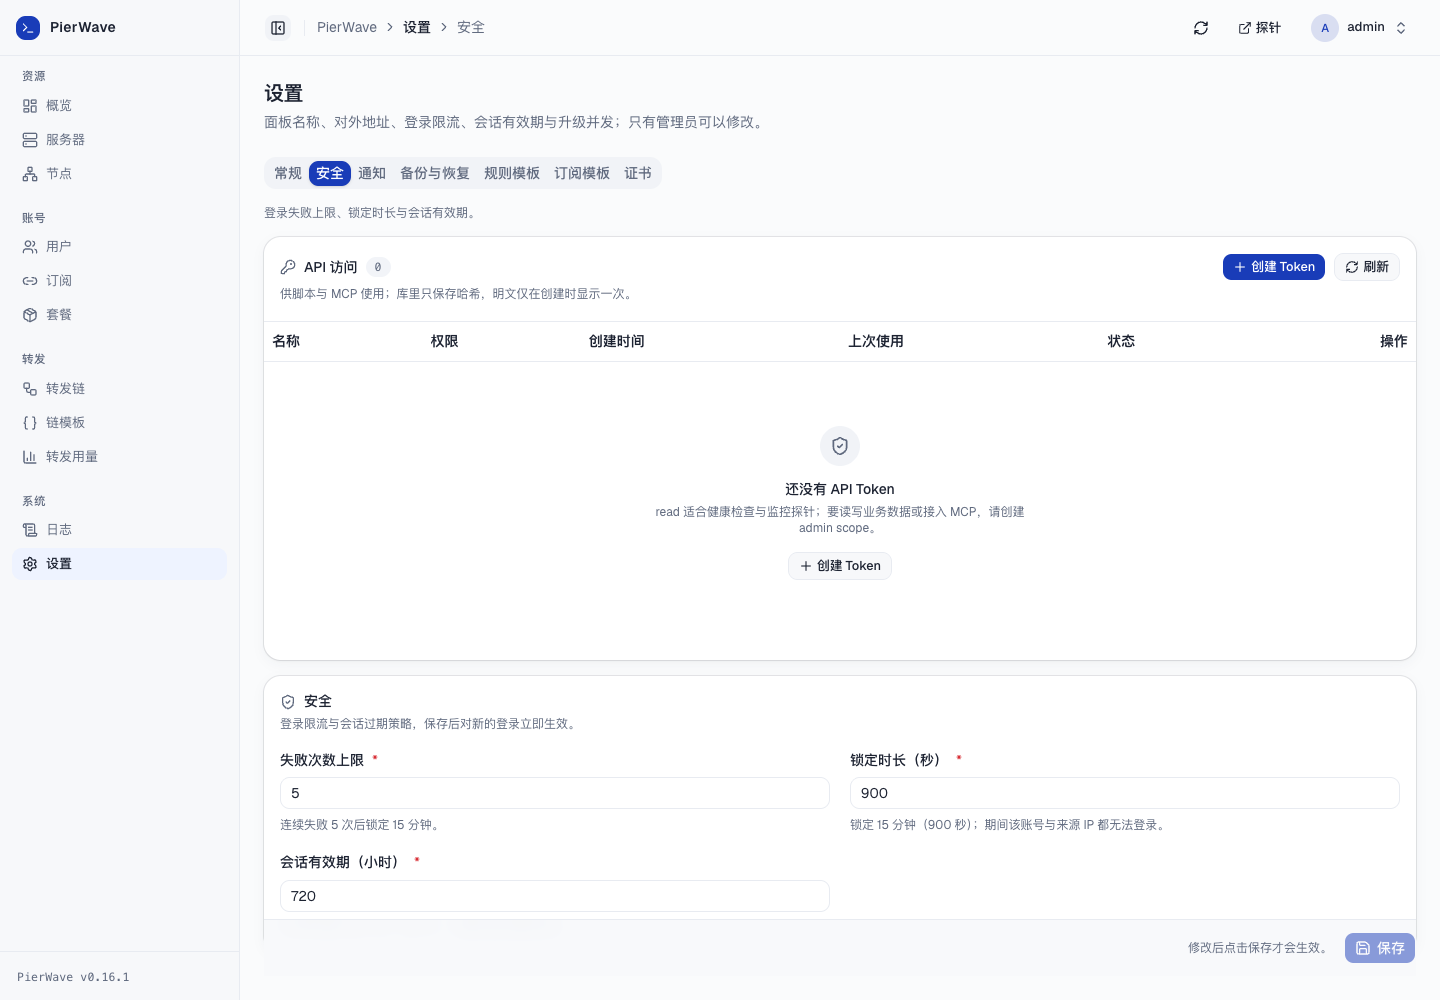 PierWave
PierWave
设置
安全
探针
A
admin
资源
概览
服务器
节点
账号
用户
订阅
套餐
转发
转发链
链模板
转发用量
系统
日志
设置
PierWave v0.16.1
设置
面板名称、对外地址、登录限流、会话有效期与升级并发；只有管理员可以修改。
常规 安全 通知 备份与恢复 规则模板 订阅模板 证书
登录失败上限、锁定时长与会话有效期。
API 访问 0
创建 Token
刷新
供脚本与 MCP 使用；库里只保存哈希，明文仅在创建时显示一次。
名称 权限 创建时间 上次使用 状态 操作
还没有 API Token
read 适合健康检查与监控探针；要读写业务数据或接入 MCP，请创建
admin scope。
创建 Token
安全
登录限流与会话过期策略，保存后对新的登录立即生效。
失败次数上限 *
5
连续失败 5 次后锁定 15 分钟。
锁定时长（秒） *
900
锁定 15 分钟（900 秒）；期间该账号与来源 IP 都无法登录。
会话有效期（小时） *
720
修改后点击保存才会生效。
保存